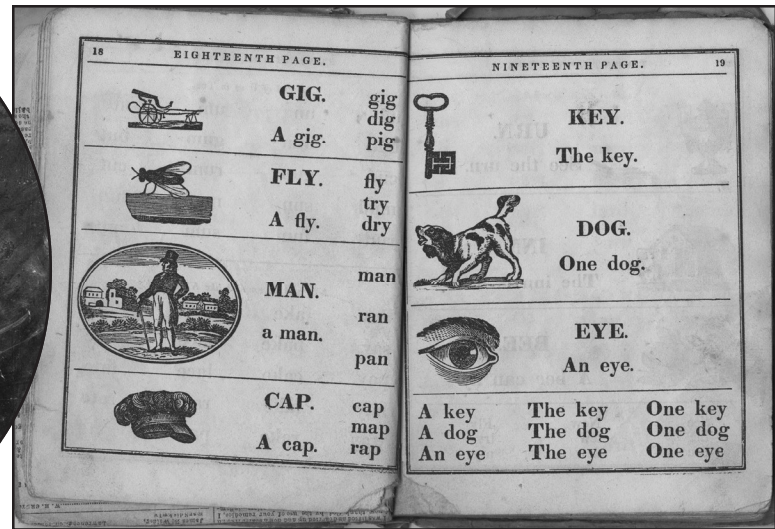 18
EIGHTEENTH PAGE.
GIG.
gig
dig
A gig.
pig
FLY.
fly
try
A fly.
dry
man
MAN.
ran
a man.
pan
CAP.
cap
map
A cap.
rap
NINETEENTH PAGE.
19
KEY.
The key.
DOG.
One dog.
EYE.
An eye.
A key The key One key
A dog The dog One dog
An eye The eye One eye